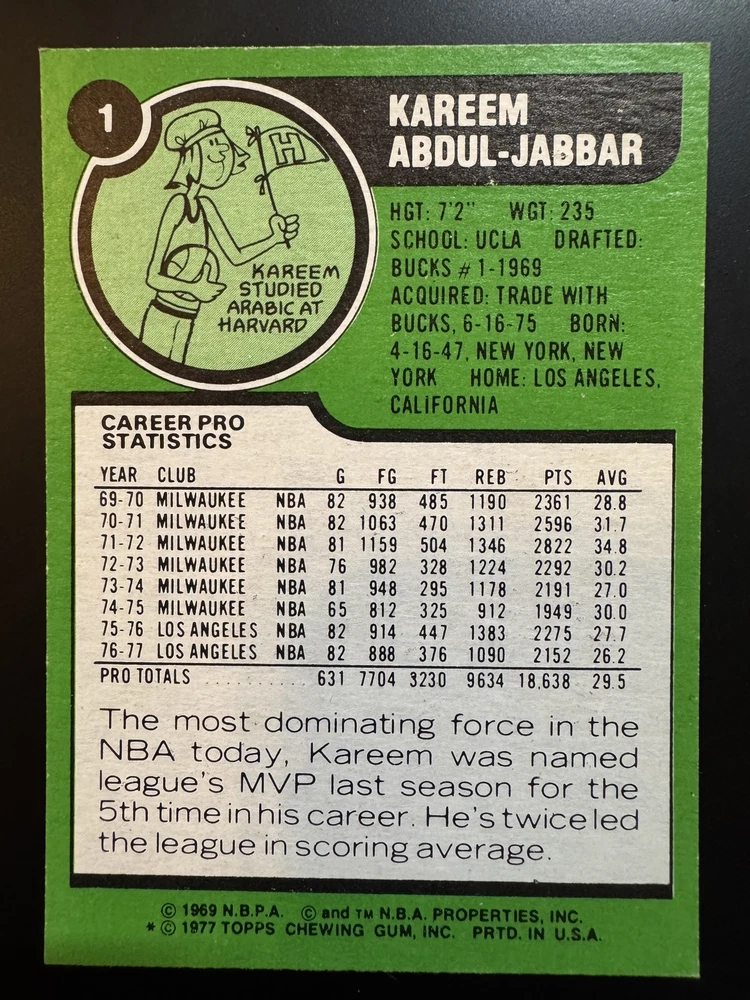 1
KAREEM
ABDUL-JABBAR
H
KAREEM
STUDIED
ARABIC AT
HARVARD
HGT: 7'2" WGT: 235
SCHOOL: UCLA DRAFTED:
BUCKS # 1-1969
ACQUIRED: TRADE WITH
BUCKS, 6-16-75 BORN:
4-16-47, NEW YORK, NEW
YORK HOME: LOS ANGELES,
CALIFORNIA
CAREER PRO
STATISTICS
YEAR CLUB G FG FT REB PTS AVG
69-70 MILWAUKEE NBA 82 938 485 1190 2361 28.8
70-71 MILWAUKEE NBA 82 1063 470 1311 2596 31.7
71-72 MILWAUKEE NBA 81 1159 504 1346 2822 34.8
72-73 MILWAUKEE NBA 76 982 328 1224 2292 30.2
73-74 MILWAUKEE NBA 81 948 295 1178 2191 27.0
74-75 MILWAUKEE NBA 65 812 325 912 1949 30.0
75-76 LOS ANGELES NBA 82 914 447 1383 2275 27.7
76-77 LOS ANGELES NBA 82 888 376 1090 2152 26.2
PRO TOTALS .......... 631 7704 3230 9634 18,638 29.5
The most dominating force in the
NBA today, Kareem was named
league's MVP last season for the
5th time in his career. He's twice led
the league in scoring average.
© 1969 N.B.P.A. © and TM N.B.A. PROPERTIES, INC.
* © 1977 TOPPS CHEWING GUM, INC. PRTD. IN U.S.A.